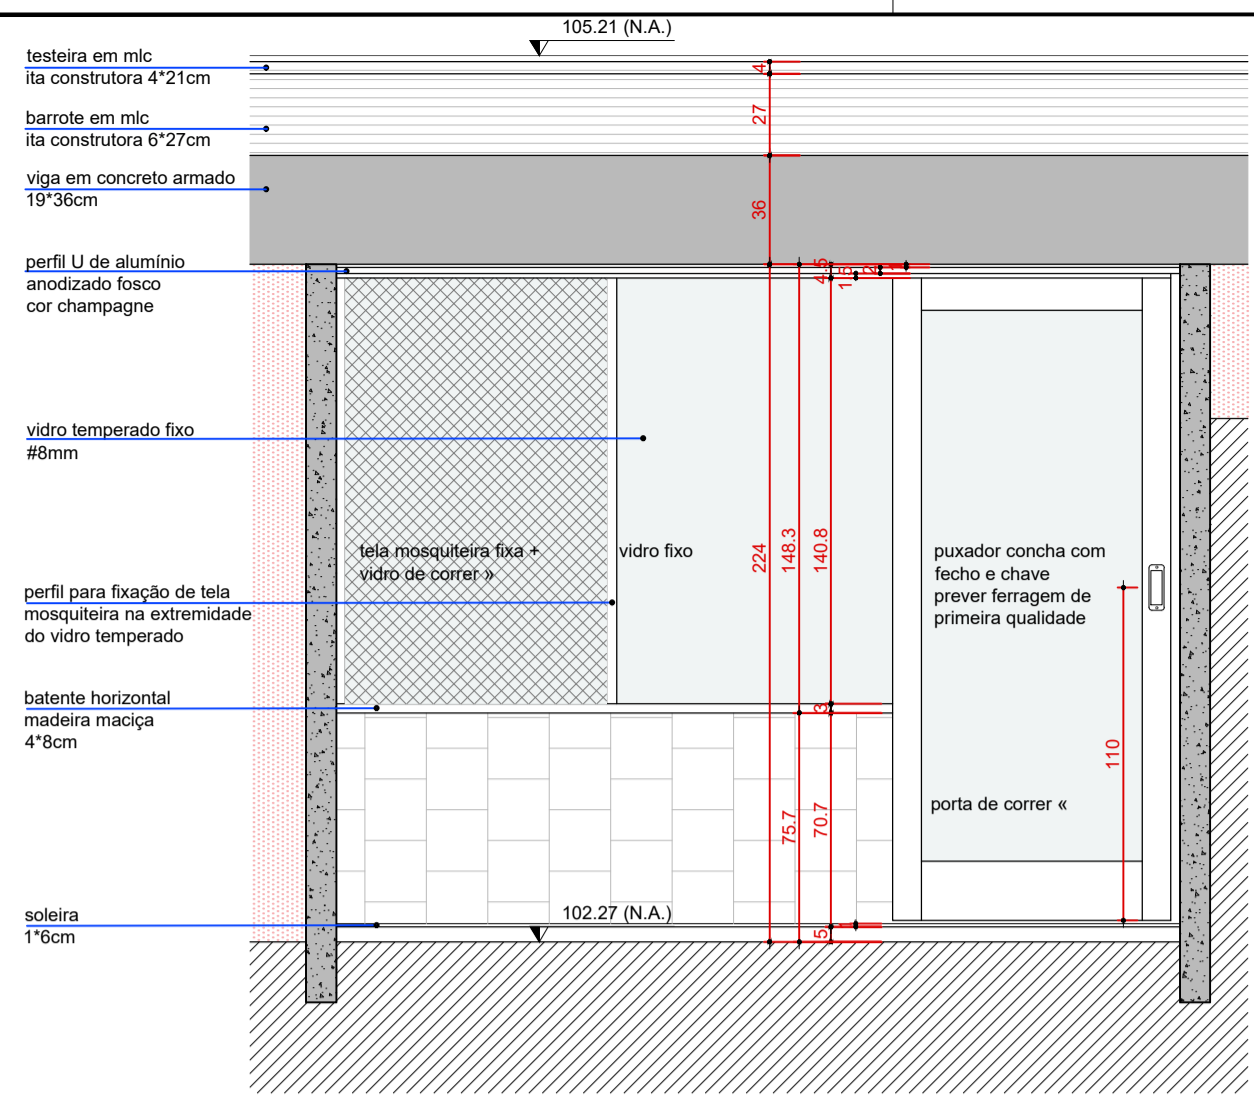 105.21 (N.A.)
testeira em mlc
ita construtora 4*21cm
4
barrote em mlc
ita construtora 6*27cm
27
viga em concreto armado
19*36cm
36
perfil U de alumínio
anodizado fosco
cor champagne
4.5
1.5
2
1
vidro temperado fixo
#8mm
tela mosquiteira fixa +
vidro de correr »
vidro fixo
224
148.3
140.8
puxador concha com
fecho e chave
prever ferragem de
primeira qualidade
perfil para fixação de tela
mosquiteira na extremidade
do vidro temperado
batente horizontal
madeira maciça
4*8cm
3
110
75.7
70.7
porta de correr «
soleira
1*6cm
102.27 (N.A.)
5